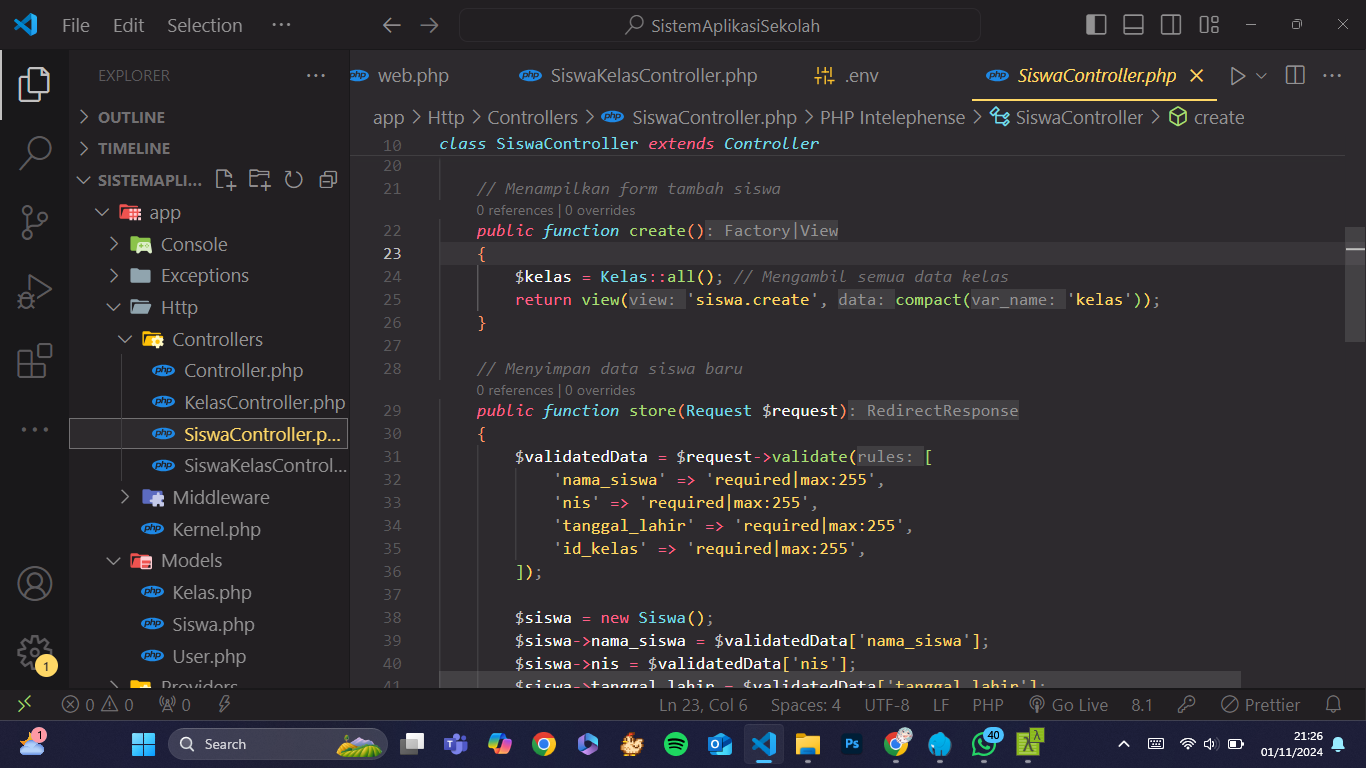 File Edit Selection ··· SistemAplikasiSekolah
EXPLORER ···
OUTLINE
TIMELINE
SISTEMAPLI...
app
Console
Exceptions
Http
Controllers
Controller.php
KelasController.php
SiswaController.p...
SiswaKelasControl...
Middleware
Kernel.php
Models
Kelas.php
Siswa.php
User.php
Providers
1
web.php SiswaKelasController.php .env SiswaController.php
app > Http > Controllers > SiswaController.php > PHP Intelephense > SiswaController > create
10 class SiswaController extends Controller
20
21 // Menampilkan form tambah siswa
0 references | 0 overrides
22 public function create(): Factory|View
23 {
24 $kelas = Kelas::all(); // Mengambil semua data kelas
25 return view(view: 'siswa.create', data: compact(var_name: 'kelas'));
26 }
27
28 // Menyimpan data siswa baru
0 references | 0 overrides
29 public function store(Request $request): RedirectResponse
30 {
31 $validatedData = $request->validate(rules: [
32 'nama_siswa' => 'required|max:255',
33 'nis' => 'required|max:255',
34 'tanggal_lahir' => 'required|max:255',
35 'id_kelas' => 'required|max:255',
36 ]);
37
38 $siswa = new Siswa();
39 $siswa->nama_siswa = $validatedData['nama_siswa'];
40 $siswa->nis = $validatedData['nis'];
41 $siswa->tanggal_lahir = $validatedData['tanggal_lahir'];
0 0 0 Ln 23, Col 6 Spaces: 4 UTF-8 LF PHP Go Live 8.1 Prettier
1 Search Ps 40 21:26
01/11/2024